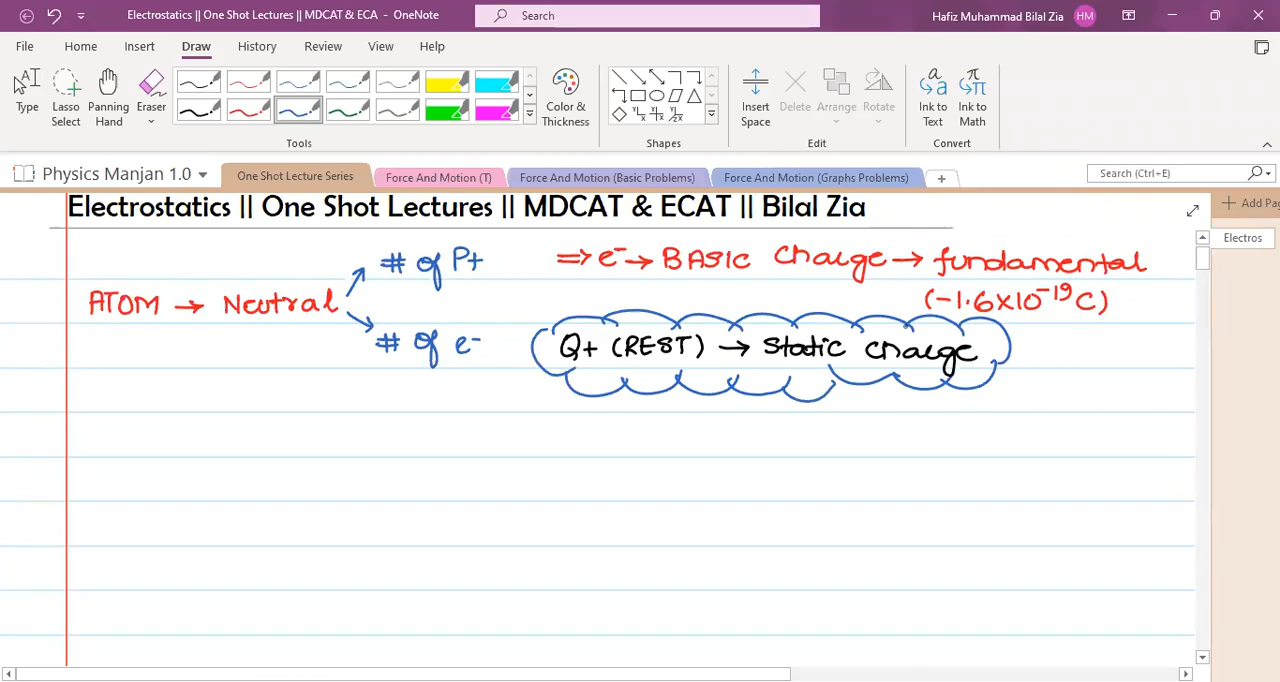 Electrostatics || One Shot Lectures || MDCAT & ECA - OneNote
Search
Hafiz Muhammad Bilal Zia HM
File Home Insert Draw History Review View Help
Type Lasso Select Panning Hand Eraser
Color & Thickness
Insert Space Delete Arrange Rotate
Ink to Text Ink to Math
Tools Shapes Edit Convert
Physics Manjan 1.0
One Shot Lecture Series Force And Motion (T) Force And Motion (Basic Problems) Force And Motion (Graphs Problems) +
Search (Ctrl+E)
Electrostatics || One Shot Lectures || MDCAT & ECAT || Bilal Zia
Add Pag
Electros
# of P+
⇒ e⁻ → BASIC Charge → fundamental
(-1.6×10⁻¹⁹C)
ATOM → Neutral
# of e⁻
Q+ (REST) → Static charge